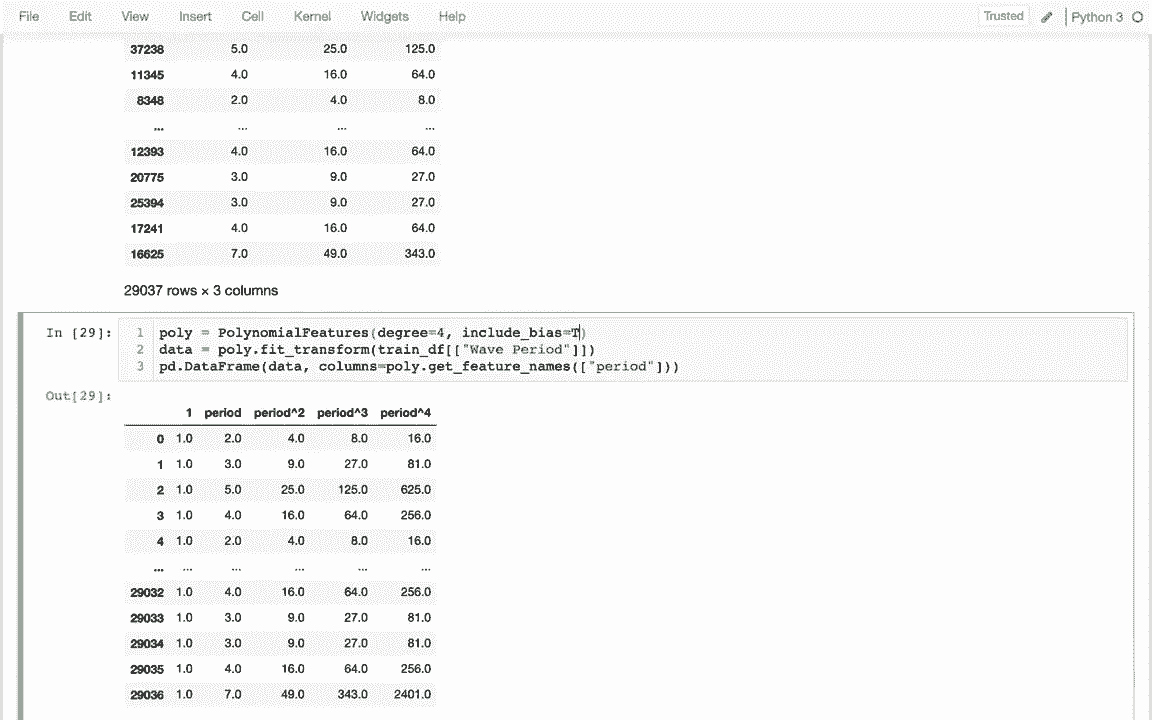 File Edit View Insert Cell Kernel Widgets Help Trusted Python 3
37238 5.0 25.0 125.0
11345 4.0 16.0 64.0
8348 2.0 4.0 8.0
... ... ... ...
12393 4.0 16.0 64.0
20775 3.0 9.0 27.0
25394 3.0 9.0 27.0
17241 4.0 16.0 64.0
16625 7.0 49.0 343.0
29037 rows × 3 columns
In [29]: 1 poly = PolynomialFeatures(degree=4, include_bias=T)
2 data = poly.fit_transform(train_df[["Wave Period"]])
3 pd.DataFrame(data, columns=poly.get_feature_names(["period"]))
Out[29]:
1 period period^2 period^3 period^4
0 1.0 2.0 4.0 8.0 16.0
1 1.0 3.0 9.0 27.0 81.0
2 1.0 5.0 25.0 125.0 625.0
3 1.0 4.0 16.0 64.0 256.0
4 1.0 2.0 4.0 8.0 16.0
... ... ... ... ... ...
29032 1.0 4.0 16.0 64.0 256.0
29033 1.0 3.0 9.0 27.0 81.0
29034 1.0 3.0 9.0 27.0 81.0
29035 1.0 4.0 16.0 64.0 256.0
29036 1.0 7.0 49.0 343.0 2401.0